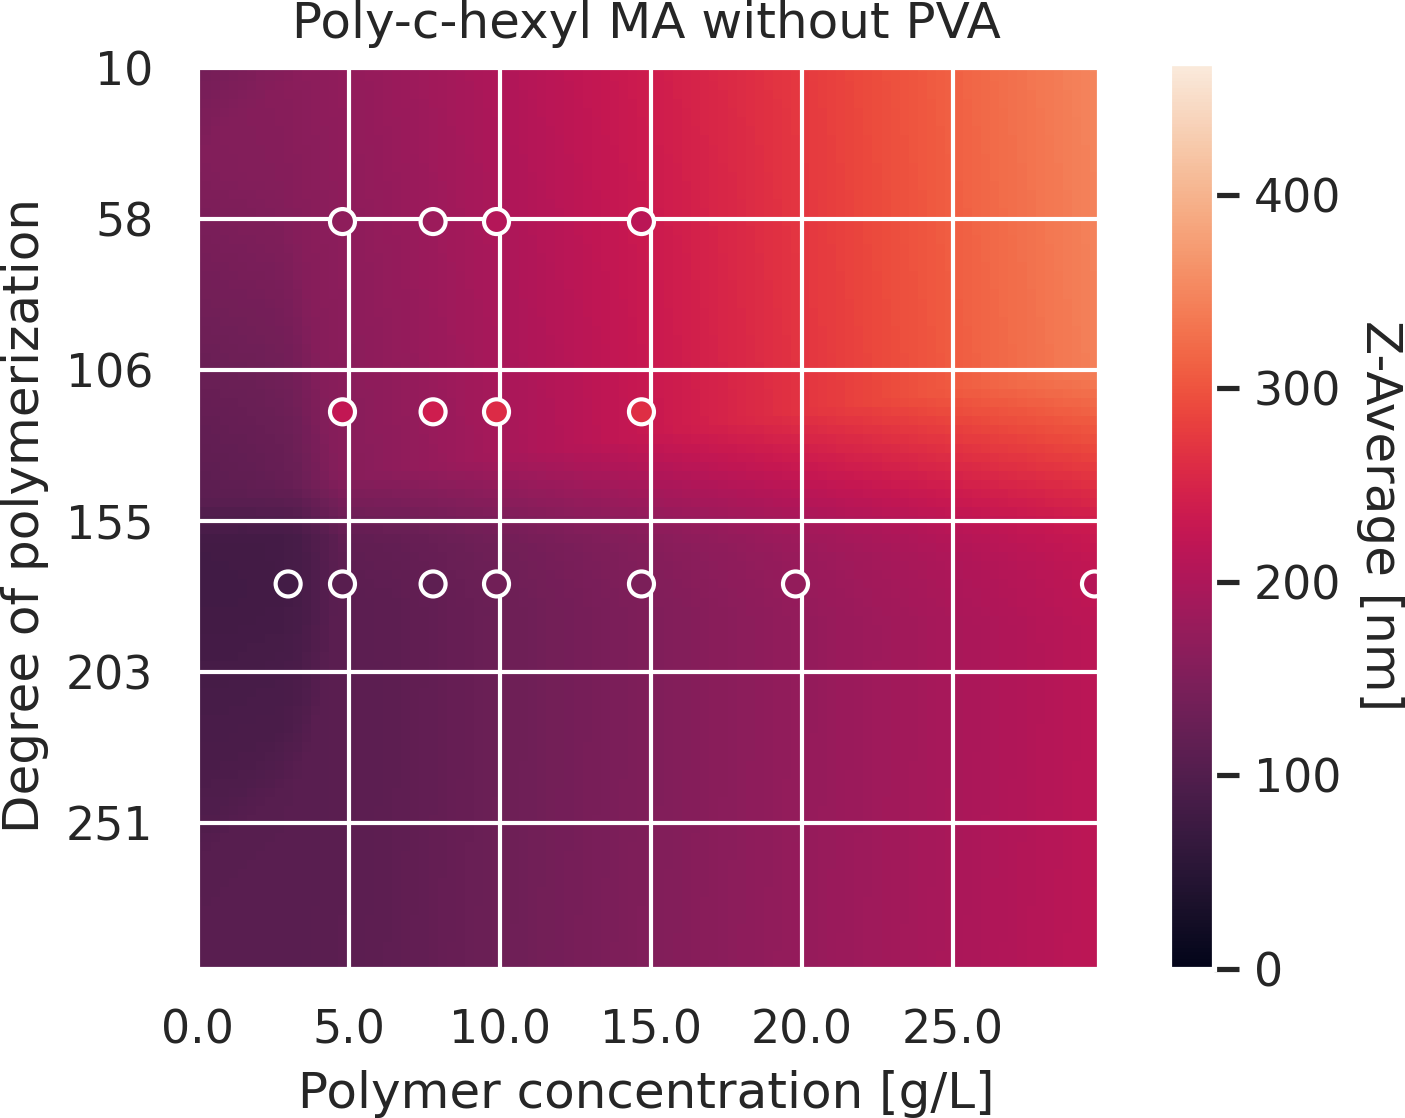 Poly-c-hexyl MA without PVA
10
58
106
155
203
251
Degree of polymerization
0.0 5.0 10.0 15.0 20.0 25.0
Polymer concentration [g/L]
400
300
200
100
0
Z-Average [nm]